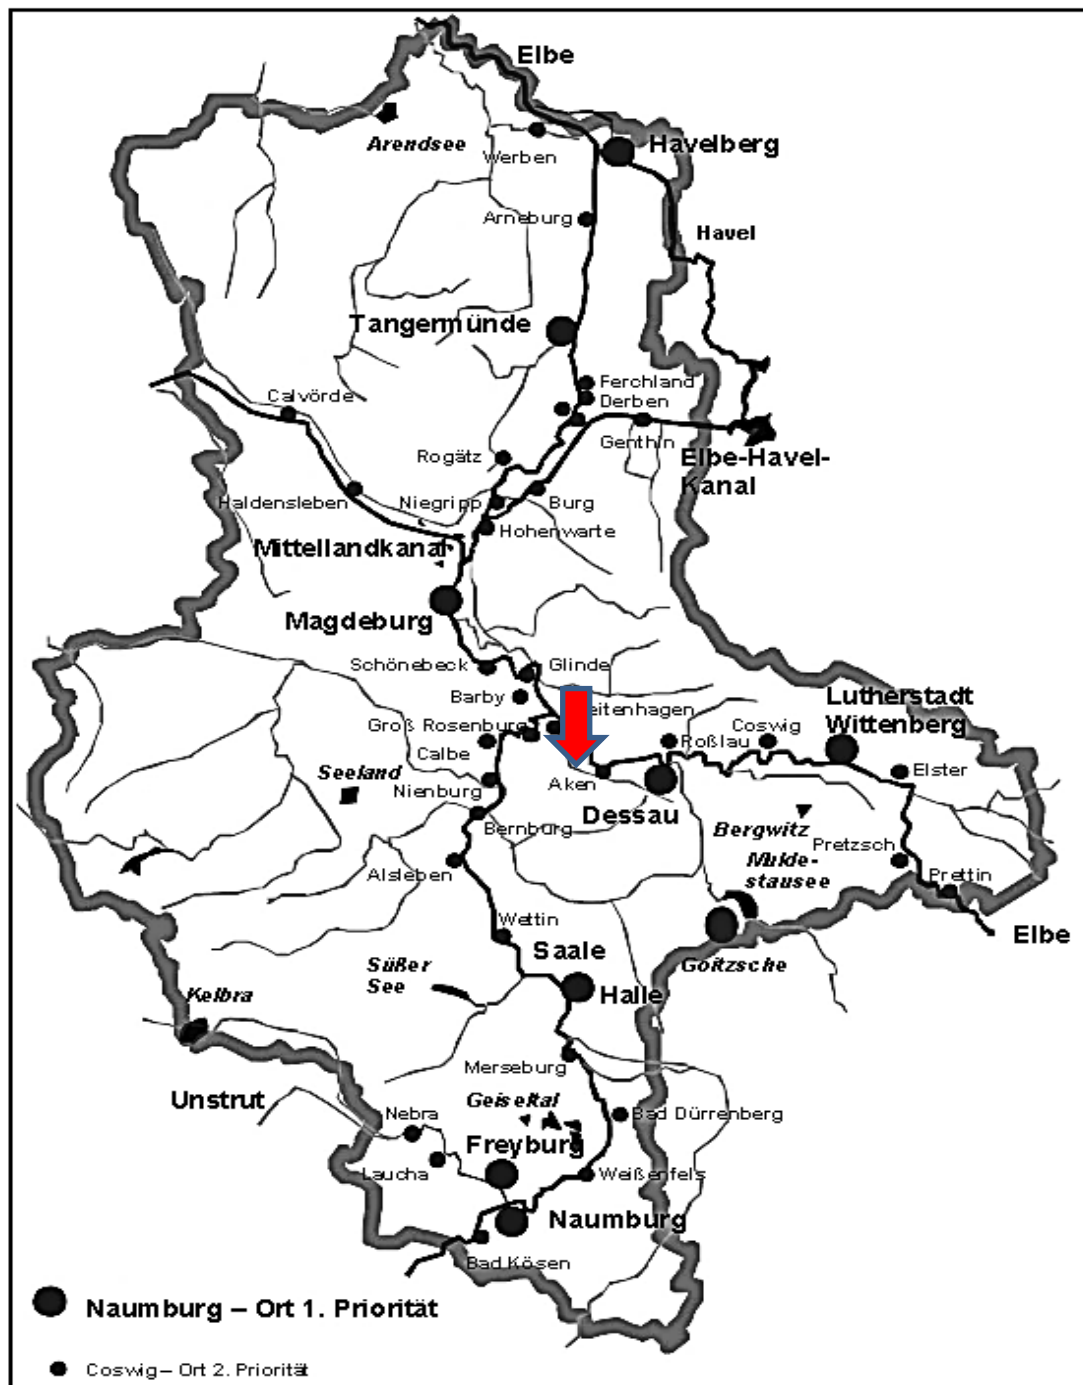 Elbe
Arendsee
Werben
Havelberg
Arneburg
Havel
Tangermünde
Ferchland
Derben
Calvörde
Genthin
Rogätz
Elbe-Havel-
Kanal
Haldensleben
Niegripp
Burg
Hohenwarte
Mittellandkanal
Magdeburg
Schönebeck
Glinde
Barby
Lutherstadt
Wittenberg
Groß Rosenburg
eitenhagen
Coswig
Calbe
Roßlau
Seeland
Nienburg
Aken
Elster
Dessau
Bernburg
Bergwitz
Alsleben
Mulde-
stausee
Pretzsch
Prettin
Wettin
Saale
Elbe
Süßer
See
Goitzsche
Halle
Kelbra
Merseburg
Unstrut
Geiseltal
Nebra
Bad Dürrenberg
Freyburg
Laucha
Weißenfels
Naumburg
Bad Kösen
Naumburg – Ort 1. Priorität
Coswig – Ort 2. Priorität